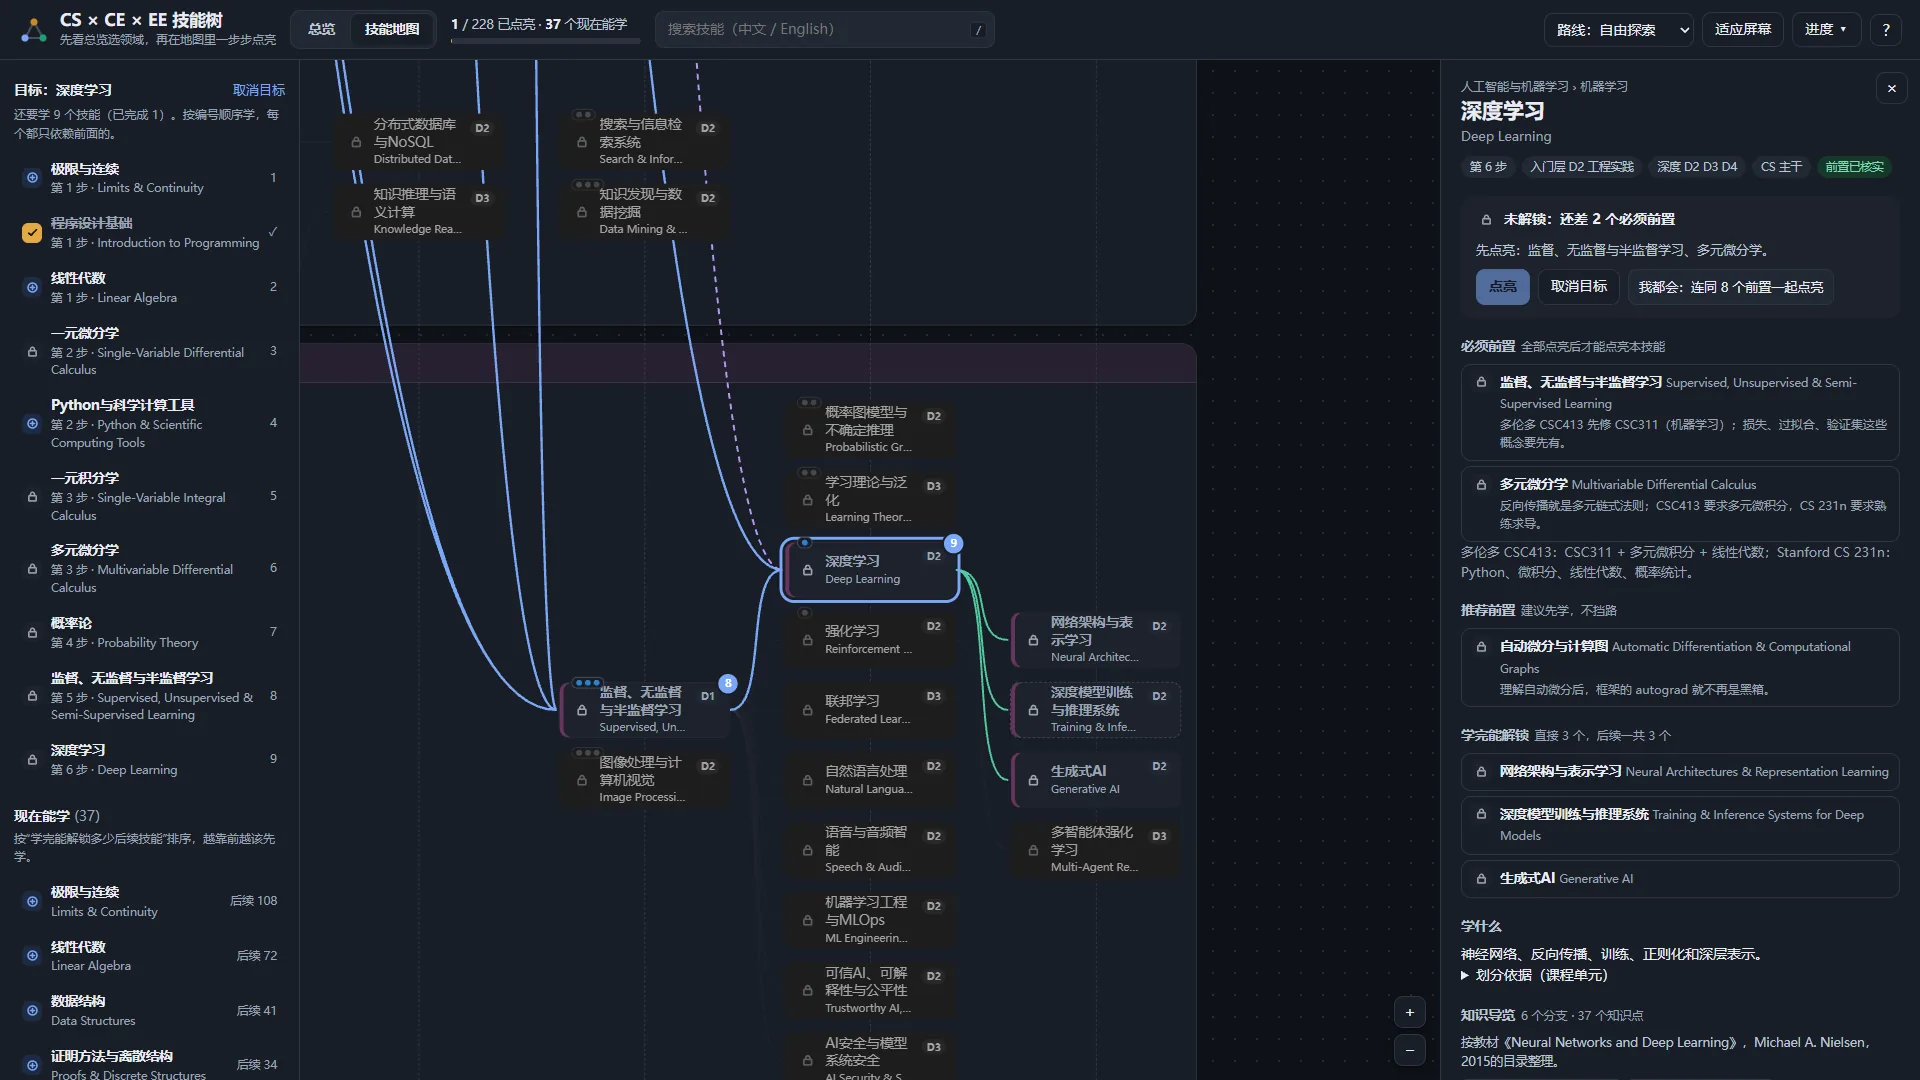 CS × CE × EE 技能树
先看总览选领域，再在地图里一步步点亮
总览
技能地图
1 / 228 已点亮 · 37 个现在能学
搜索技能（中文 / English）
/
路线：自由探索
适应屏幕
进度 ▾
?
目标：深度学习
取消目标
还要学 9 个技能（已完成 1）。按编号顺序学，每
个都只依赖前面的。
极限与连续
第 1 步 · Limits & Continuity
1
程序设计基础
第 1 步 · Introduction to Programming
✓
线性代数
第 1 步 · Linear Algebra
2
一元微分学
第 2 步 · Single-Variable Differential
Calculus
3
Python与科学计算工具
第 2 步 · Python & Scientific
Computing Tools
4
一元积分学
第 3 步 · Single-Variable Integral
Calculus
5
多元微分学
第 3 步 · Multivariable Differential
Calculus
6
概率论
第 4 步 · Probability Theory
7
监督、无监督与半监督学习
第 5 步 · Supervised, Unsupervised &
Semi-Supervised Learning
8
深度学习
第 6 步 · Deep Learning
9
现在能学 (37)
按“学完能解锁多少后续技能”排序，越靠前越该先
学。
极限与连续
Limits & Continuity
后续 108
线性代数
Linear Algebra
后续 72
数据结构
Data Structures
后续 41
证明方法与离散结构
Proofs & Discrete Structures
后续 34
分布式数据库
与NoSQL
Distributed Dat...
D2
搜索与信息检
索系统
Search & Infor...
D2
知识推理与语
义计算
Knowledge Rea...
D3
知识发现与数
据挖掘
Data Mining & ...
D2
概率图模型与
不确定推理
Probabilistic Gr...
D2
学习理论与泛
化
Learning Theor...
D3
深度学习
Deep Learning
D2
9
强化学习
Reinforcement ...
D2
网络架构与表
示学习
Neural Architec...
D2
监督、无监督
与半监督学习
Supervised, Un...
D1
8
联邦学习
Federated Lear...
D3
深度模型训练
与推理系统
Training & Infe...
D2
图像处理与计
算机视觉
Image Processi...
D2
自然语言处理
Natural Langua...
D2
生成式AI
Generative AI
D2
语音与音频智
能
Speech & Audi...
D2
多智能体强化
学习
Multi-Agent Re...
D3
机器学习工程
与MLOps
ML Engineerin...
D2
可信AI、可解
释性与公平性
Trustworthy AI,...
D2
AI安全与模型
系统安全
AI Security & S...
D3
+
−
人工智能与机器学习 › 机器学习
×
深度学习
Deep Learning
第 6 步
入门层 D2 工程实践
深度 D2 D3 D4
CS 主干
前置已核实
未解锁：还差 2 个必须前置
先点亮：监督、无监督与半监督学习、多元微分学。
点亮
取消目标
我都会：连同 8 个前置一起点亮
必须前置 全部点亮后才能点亮本技能
监督、无监督与半监督学习 Supervised, Unsupervised & Semi-
Supervised Learning
多伦多 CSC413 先修 CSC311（机器学习）；损失、过拟合、验证集这些
概念要先有。
多元微分学 Multivariable Differential Calculus
反向传播就是多元链式法则；CSC413 要求多元微积分，CS 231n 要求熟
练求导。
多伦多 CSC413：CSC311 + 多元微积分 + 线性代数；Stanford CS 231n：
Python、微积分、线性代数、概率统计。
推荐前置 建议先学，不挡路
自动微分与计算图 Automatic Differentiation & Computational
Graphs
理解自动微分后，框架的 autograd 就不再是黑箱。
学完能解锁 直接 3 个，后续一共 3 个
网络架构与表示学习 Neural Architectures & Representation Learning
深度模型训练与推理系统 Training & Inference Systems for Deep
Models
生成式AI Generative AI
学什么
神经网络、反向传播、训练、正则化和深层表示。
▶ 划分依据（课程单元）
知识导览 6 个分支 · 37 个知识点
按教材《Neural Networks and Deep Learning》，Michael A. Nielsen，
2015的目录整理。